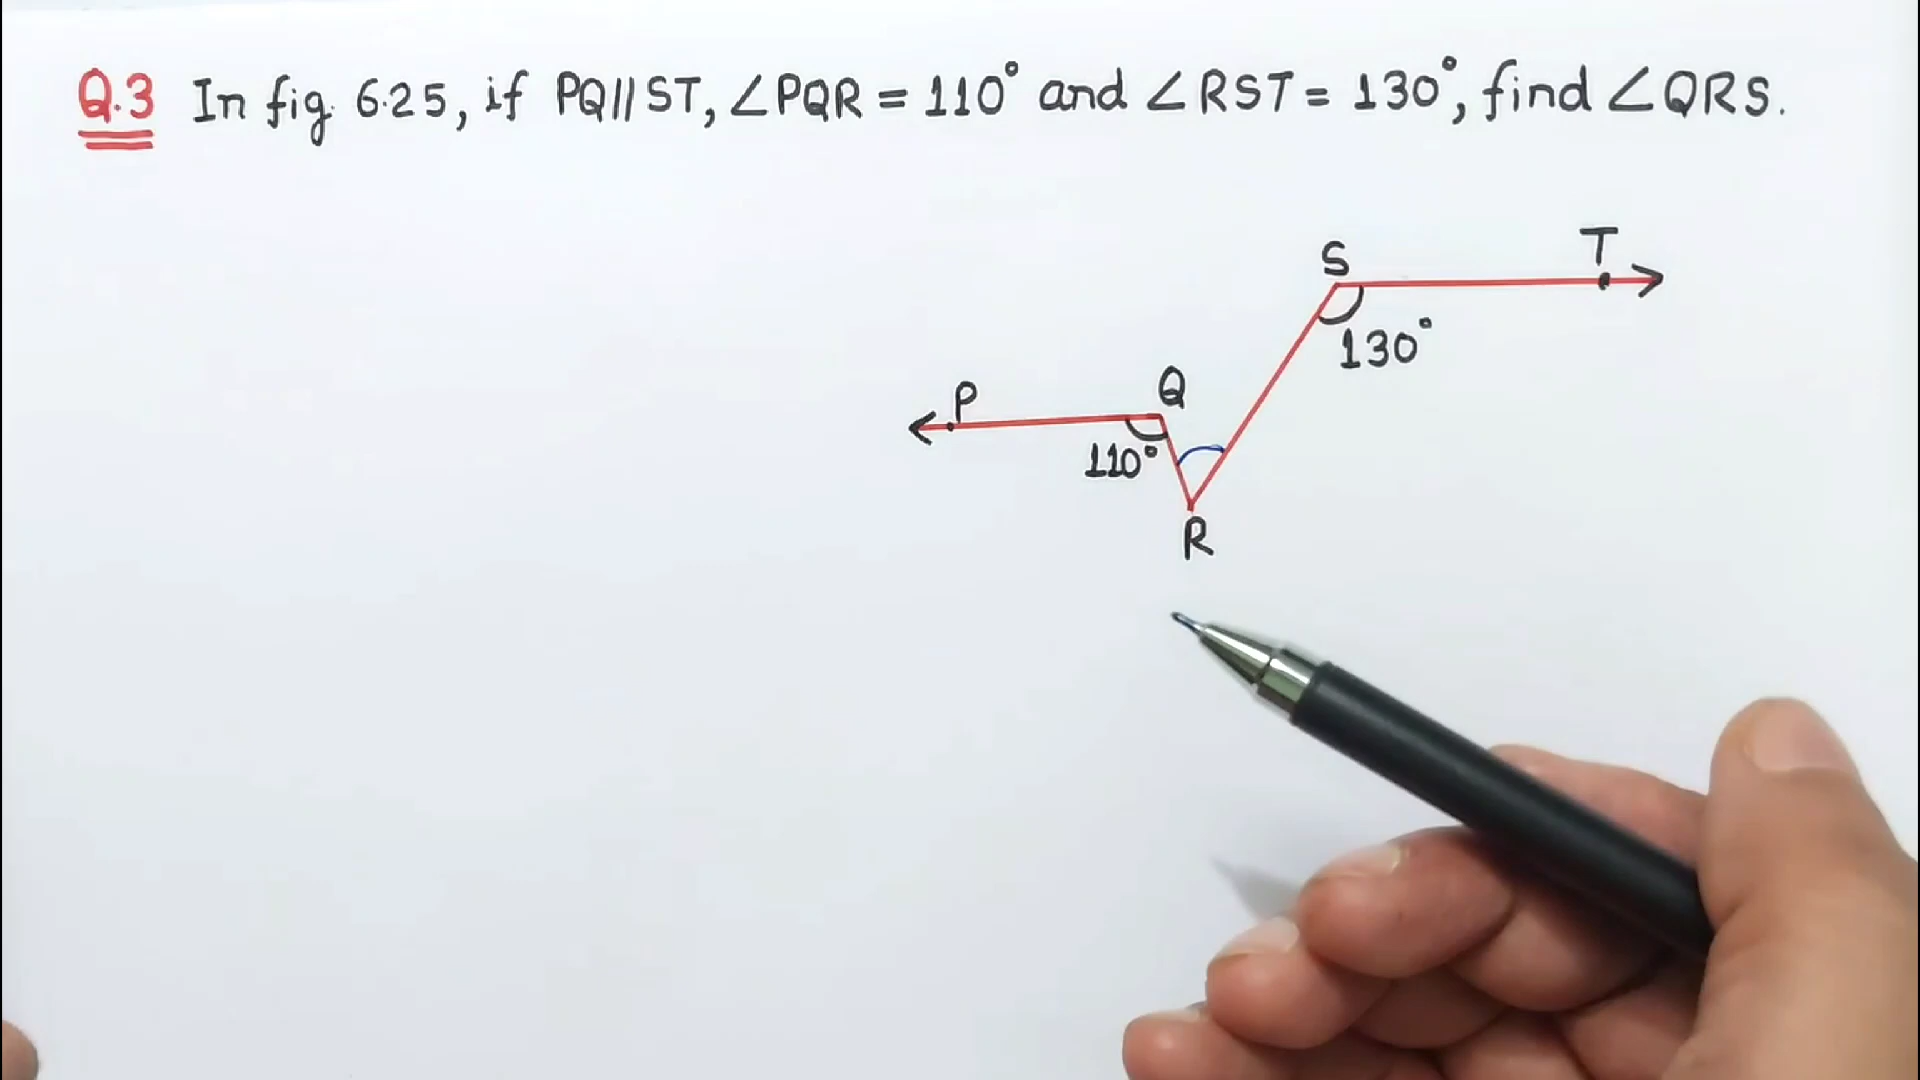 Q.3 In fig. 6.25, if PQ||ST, ∠PQR = 110° and ∠RST = 130°, find ∠QRS.
S T
130°
P Q
110°
R